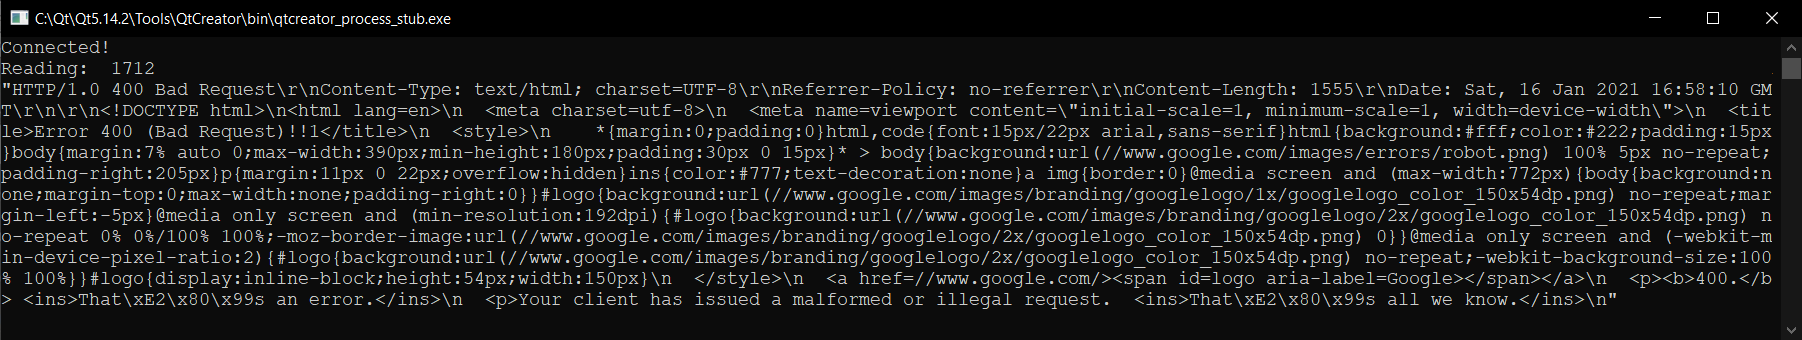 C:\Qt\Qt5.14.2\Tools\QtCreator\bin\qtcreator_process_stub.exe
Connected!
Reading:  1712
"HTTP/1.0 400 Bad Request\r\nContent-Type: text/html; charset=UTF-8\r\nReferrer-Policy: no-referrer\r\nContent-Length: 1555\r\nDate: Sat, 16 Jan 2021 16:58:10 GM
T\r\n\r\n<!DOCTYPE html>\n<html lang=en>\n  <meta charset=utf-8>\n  <meta name=viewport content=\"initial-scale=1, minimum-scale=1, width=device-width\">\n  <tit
le>Error 400 (Bad Request)!!1</title>\n  <style>\n    *{margin:0;padding:0}html,code{font:15px/22px arial,sans-serif}html{background:#fff;color:#222;padding:15px
}body{margin:7% auto 0;max-width:390px;min-height:180px;padding:30px 0 15px}* > body{background:url(//www.google.com/images/errors/robot.png) 100% 5px no-repeat;
padding-right:205px}p{margin:11px 0 22px;overflow:hidden}ins{color:#777;text-decoration:none}a img{border:0}@media screen and (max-width:772px){body{background:n
one;margin-top:0;max-width:none;padding-right:0}}#logo{background:url(//www.google.com/images/branding/googlelogo/1x/googlelogo_color_150x54dp.png) no-repeat;mar
gin-left:-5px}@media only screen and (min-resolution:192dpi){#logo{background:url(//www.google.com/images/branding/googlelogo/2x/googlelogo_color_150x54dp.png) n
o-repeat 0% 0%/100% 100%;-moz-border-image:url(//www.google.com/images/branding/googlelogo/2x/googlelogo_color_150x54dp.png) 0}}@media only screen and (-webkit-m
in-device-pixel-ratio:2){#logo{background:url(//www.google.com/images/branding/googlelogo/2x/googlelogo_color_150x54dp.png) no-repeat;-webkit-background-size:100
% 100%}}#logo{display:inline-block;height:54px;width:150px}\n  </style>\n  <a href=//www.google.com/><span id=logo aria-label=Google></span></a>\n  <p><b>400.</b
> <ins>That\xE2\x80\x99s an error.</ins>\n  <p>Your client has issued a malformed or illegal request.  <ins>That\xE2\x80\x99s all we know.</ins>\n"